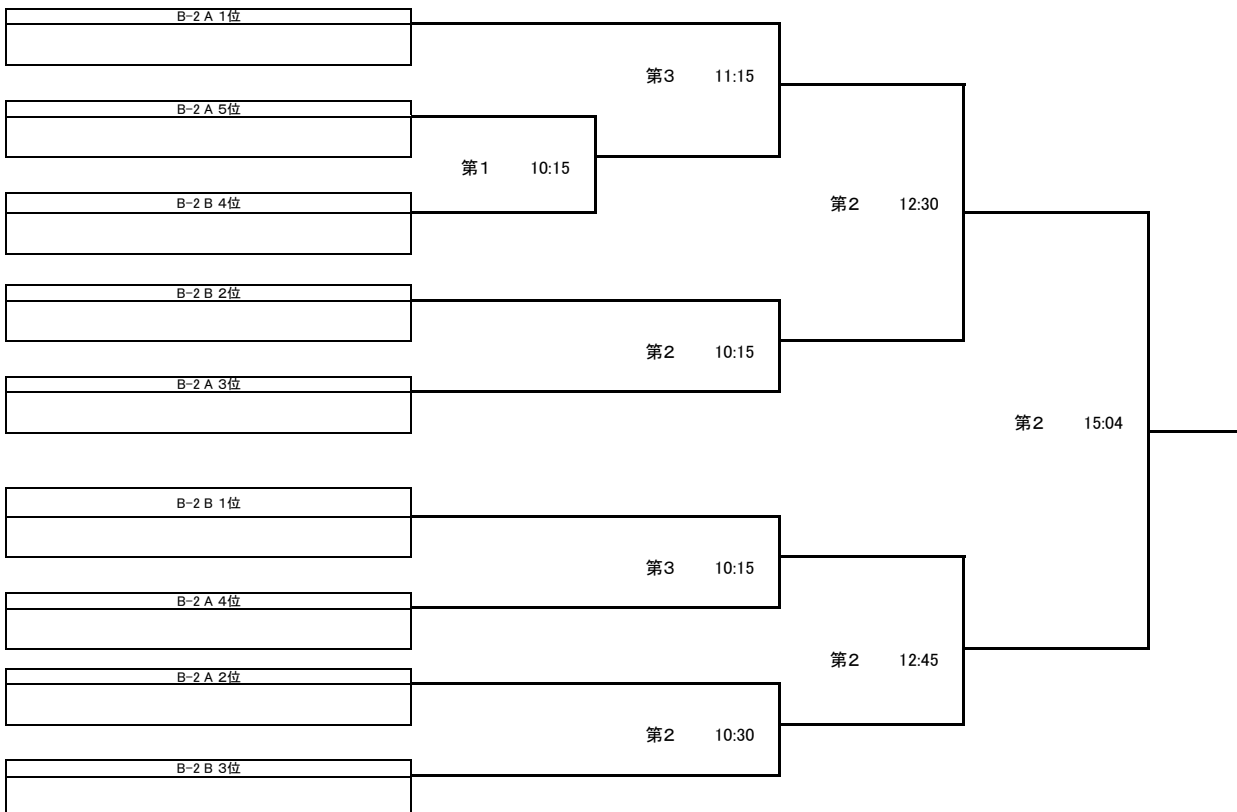 B-2 A 1位
第3 11:15
B-2 A 5位
第1 10:15
B-2 B 4位
第2 12:30
B-2 B 2位
第2 10:15
B-2 A 3位
第2 15:04
B-2 B 1位
第3 10:15
B-2 A 4位
第2 12:45
B-2 A 2位
第2 10:30
B-2 B 3位